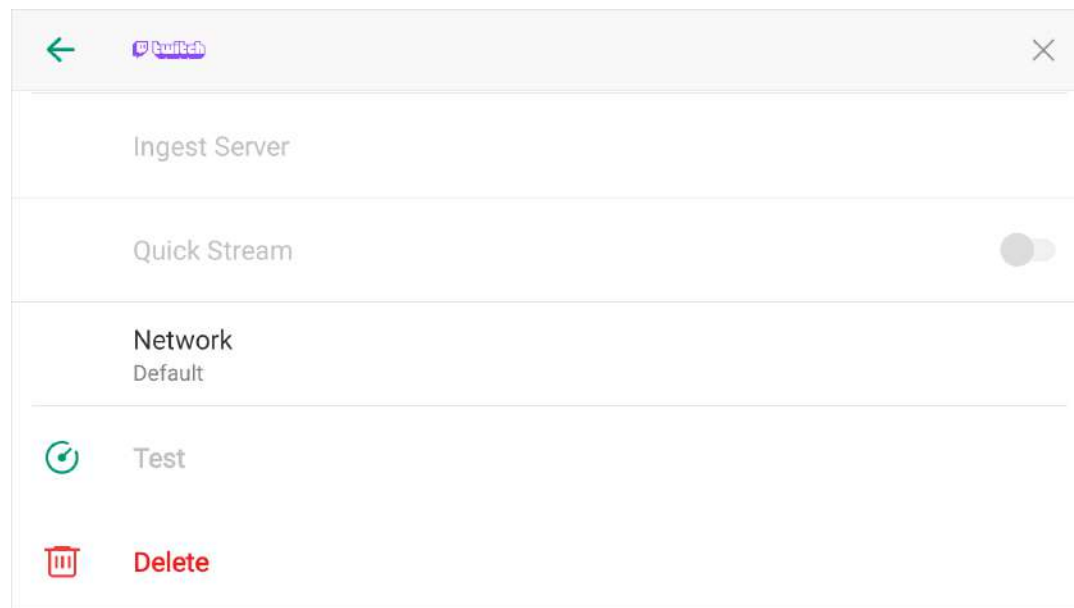 twitch
Ingest Server
Quick Stream
Network
Default
Test
Delete